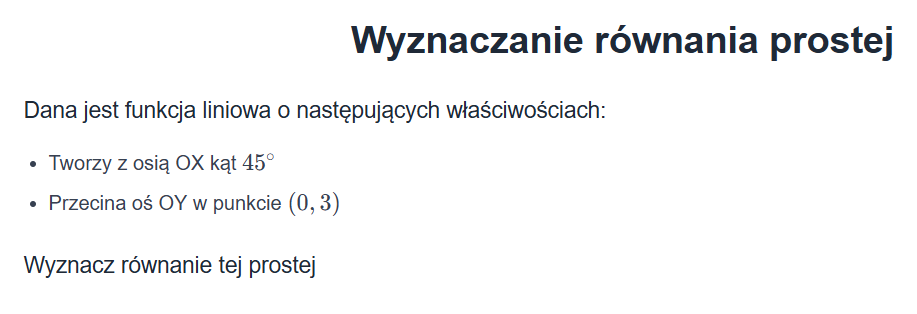 Wyznaczanie równania prostej
Dana jest funkcja liniowa o następujących właściwościach:
• Tworzy z osią OX kąt 45°
• Przecina oś OY w punkcie (0, 3)
Wyznacz równanie tej prostej